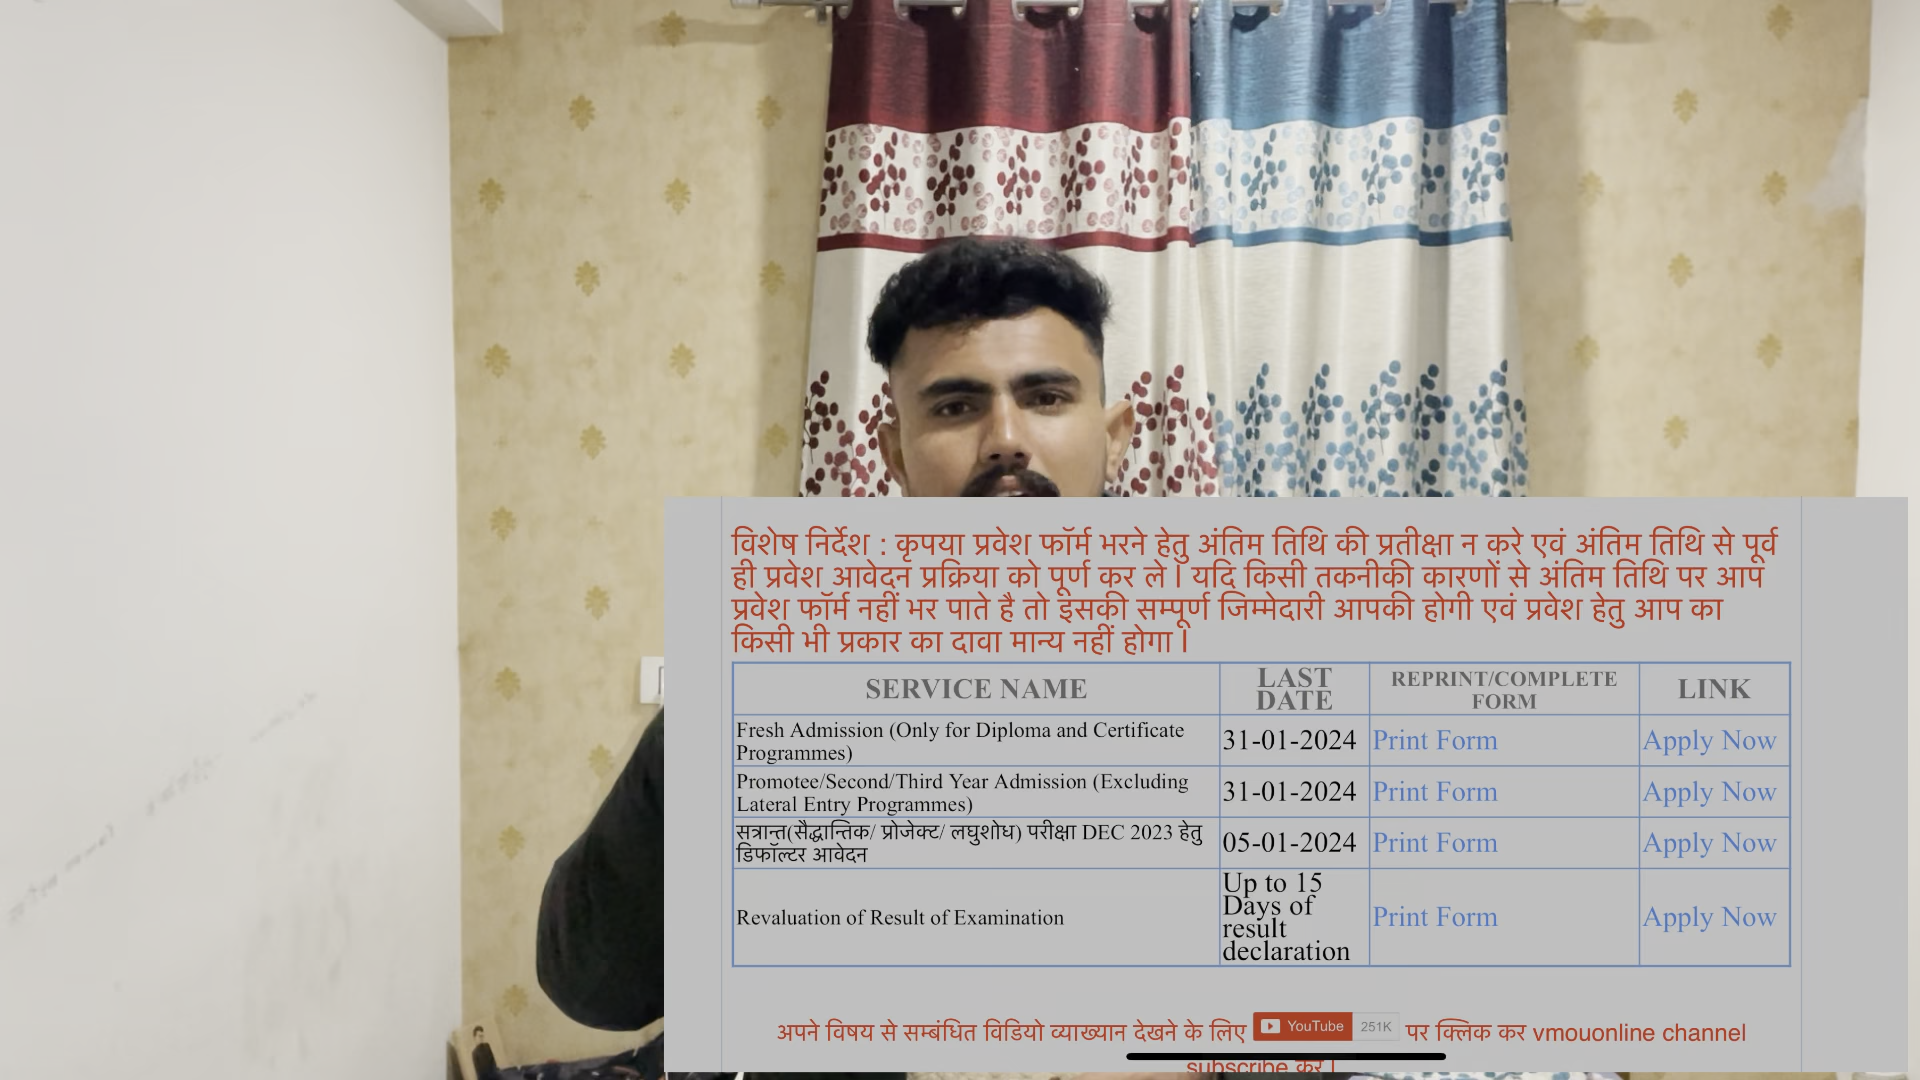 विशेष निर्देश : कृपया प्रवेश फॉर्म भरने हेतु अंतिम तिथि की प्रतीक्षा न करे एवं अंतिम तिथि से पूर्व
ही प्रवेश आवेदन प्रक्रिया को पूर्ण कर ले | यदि किसी तकनीकी कारणों से अंतिम तिथि पर आप
प्रवेश फॉर्म नहीं भर पाते है तो इसकी सम्पूर्ण जिम्मेदारी आपकी होगी एवं प्रवेश हेतु आप का
किसी भी प्रकार का दावा मान्य नहीं होगा |
SERVICE NAME LAST DATE REPRINT/COMPLETE FORM LINK
Fresh Admission (Only for Diploma and Certificate
Programmes) 31-01-2024 Print Form Apply Now
Promotee/Second/Third Year Admission (Excluding
Lateral Entry Programmes) 31-01-2024 Print Form Apply Now
सत्रान्त(सैद्धान्तिक/ प्रोजेक्ट/ लघुशोध) परीक्षा DEC 2023 हेतु
डिफॉल्टर आवेदन 05-01-2024 Print Form Apply Now
Revaluation of Result of Examination Up to 15 Days of result declaration Print Form Apply Now
अपने विषय से सम्बंधित विडियो व्याख्यान देखने के लिए YouTube 251K पर क्लिक कर vmouonline channel
subscribe करे |